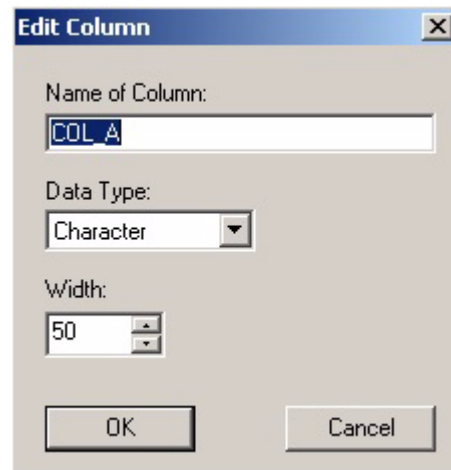 Edit Column
Name of Column:
COL_A
Data Type:
Character
Width:
50
OK Cancel